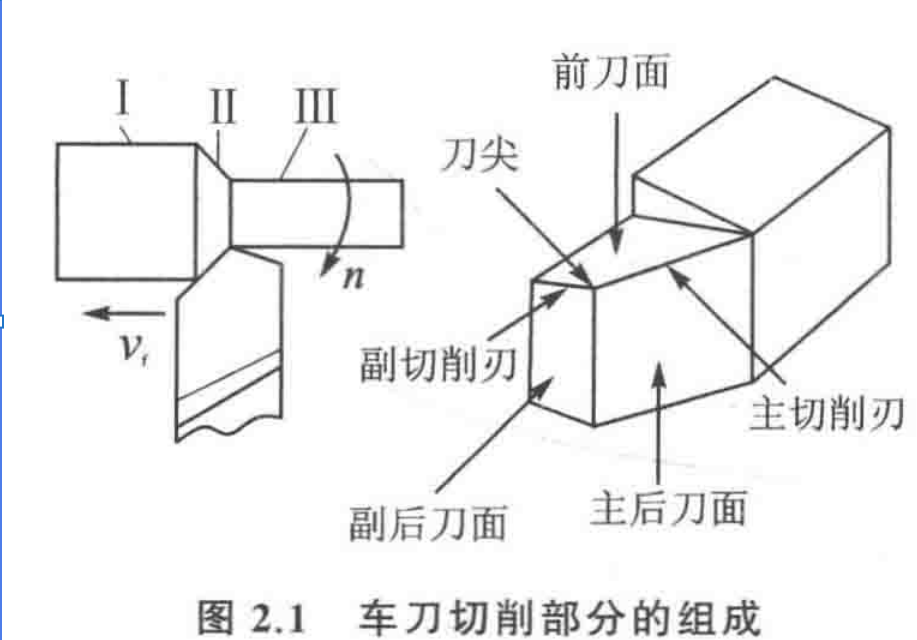 I
II
III
n
v_f
前刀面
刀尖
副切削刃
主切削刃
副后刀面
主后刀面
图 2.1 车刀切削部分的组成